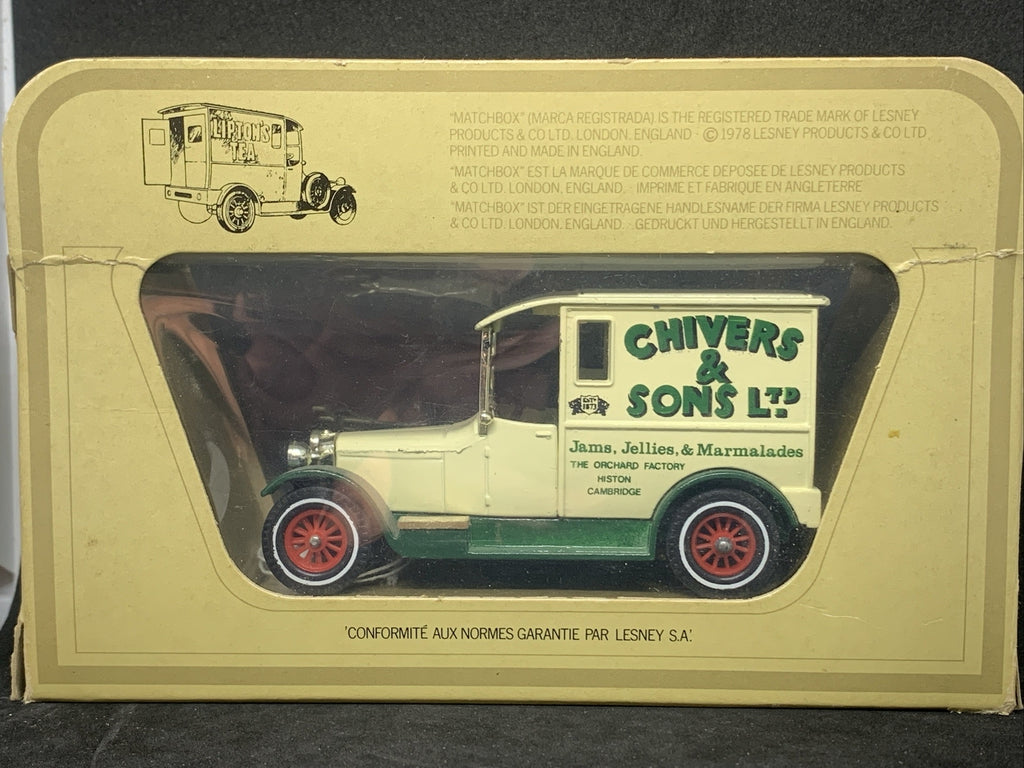 LIPTON'S
TEA
"MATCHBOX" (MARCA REGISTRADA) IS THE REGISTERED TRADE MARK OF LESNEY
PRODUCTS & CO LTD. LONDON, ENGLAND · © 1978 LESNEY PRODUCTS & CO LTD
PRINTED AND MADE IN ENGLAND.
"MATCHBOX" EST LA MARQUE DE COMMERCE DEPOSEE DE LESNEY PRODUCTS
& CO LTD. LONDON, ENGLAND. · IMPRIME ET FABRIQUE EN ANGLETERRE
"MATCHBOX" IST DER EINGETRAGENE HANDLESNAME DER FIRMA LESNEY PRODUCTS
& CO LTD. LONDON, ENGLAND. · GEDRUCKT UND HERGESTELLT IN ENGLAND.
CHIVERS
&
SONS LTD
ESTD
1873
Jams, Jellies, & Marmalades
THE ORCHARD FACTORY
HISTON
CAMBRIDGE
'CONFORMITÉ AUX NORMES GARANTIE PAR LESNEY S.A.'